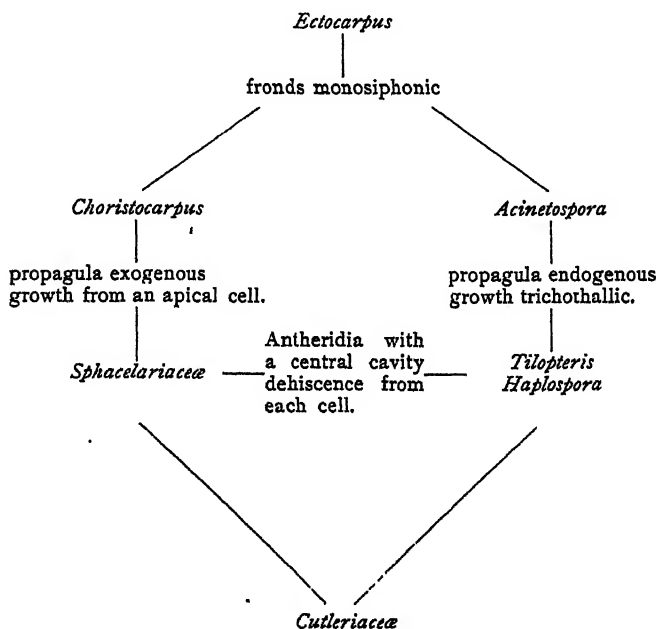 Ectocarpus
fronds monosiphonic
Choristocarpus
Acinetospora
propagula exogenous
growth from an apical cell.
propagula endogenous
growth trichothallic.
Sphacelariaceæ
Antheridia with
a central cavity
dehiscence from
each cell.
Tilopteris
Haplospora
Cutleriaceæ